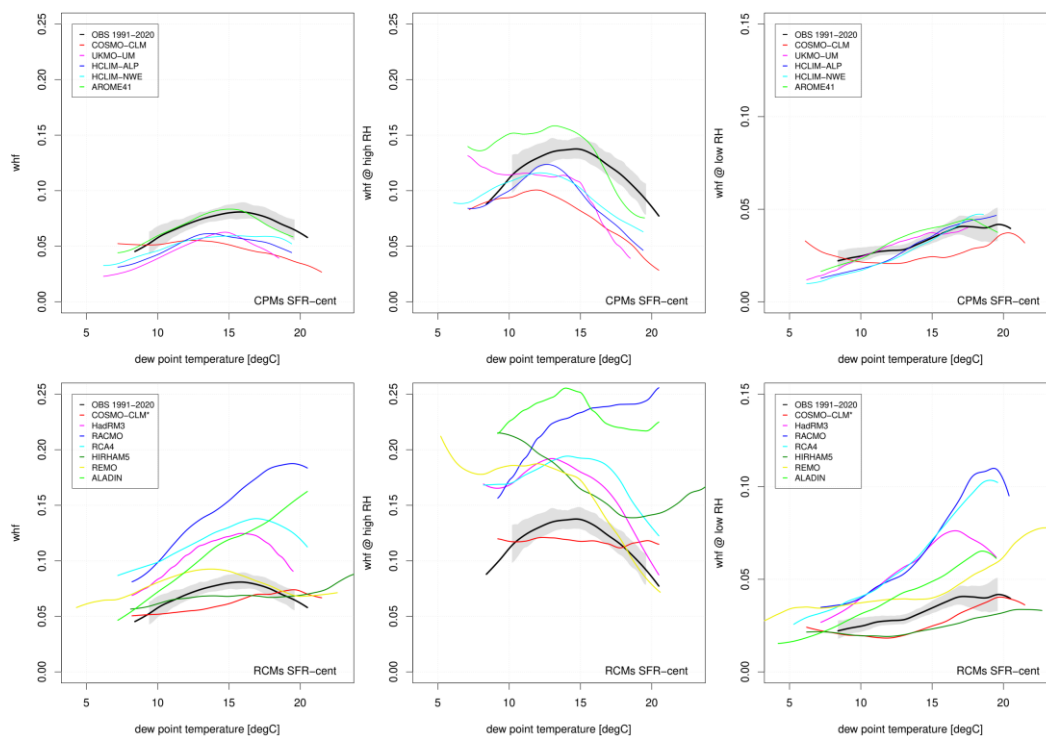 0.25
0.20
0.15
0.10
0.05
0.00
whf
OBS 1991−2020
COSMO−CLM
UKMO−UM
HCLIM−ALP
HCLIM−NWE
AROME41
CPMs SFR−cent
5 10 15 20
dew point temperature [degC]
0.25
0.20
0.15
0.10
0.05
0.00
whf @ high RH
CPMs SFR−cent
5 10 15 20
dew point temperature [degC]
0.15
0.10
0.05
0.00
whf @ low RH
OBS 1991−2020
COSMO−CLM
UKMO−UM
HCLIM−ALP
HCLIM−NWE
AROME41
CPMs SFR−cent
5 10 15 20
dew point temperature [degC]
0.25
0.20
0.15
0.10
0.05
0.00
whf
OBS 1991−2020
COSMO−CLM*
HadRM3
RACMO
RCA4
HIRHAM5
REMO
ALADIN
RCMs SFR−cent
5 10 15 20
dew point temperature [degC]
0.25
0.20
0.15
0.10
0.05
0.00
whf @ high RH
RCMs SFR−cent
5 10 15 20
dew point temperature [degC]
0.15
0.10
0.05
0.00
whf @ low RH
OBS 1991−2020
COSMO−CLM*
HadRM3
RACMO
RCA4
HIRHAM5
REMO
ALADIN
RCMs SFR−cent
5 10 15 20
dew point temperature [degC]